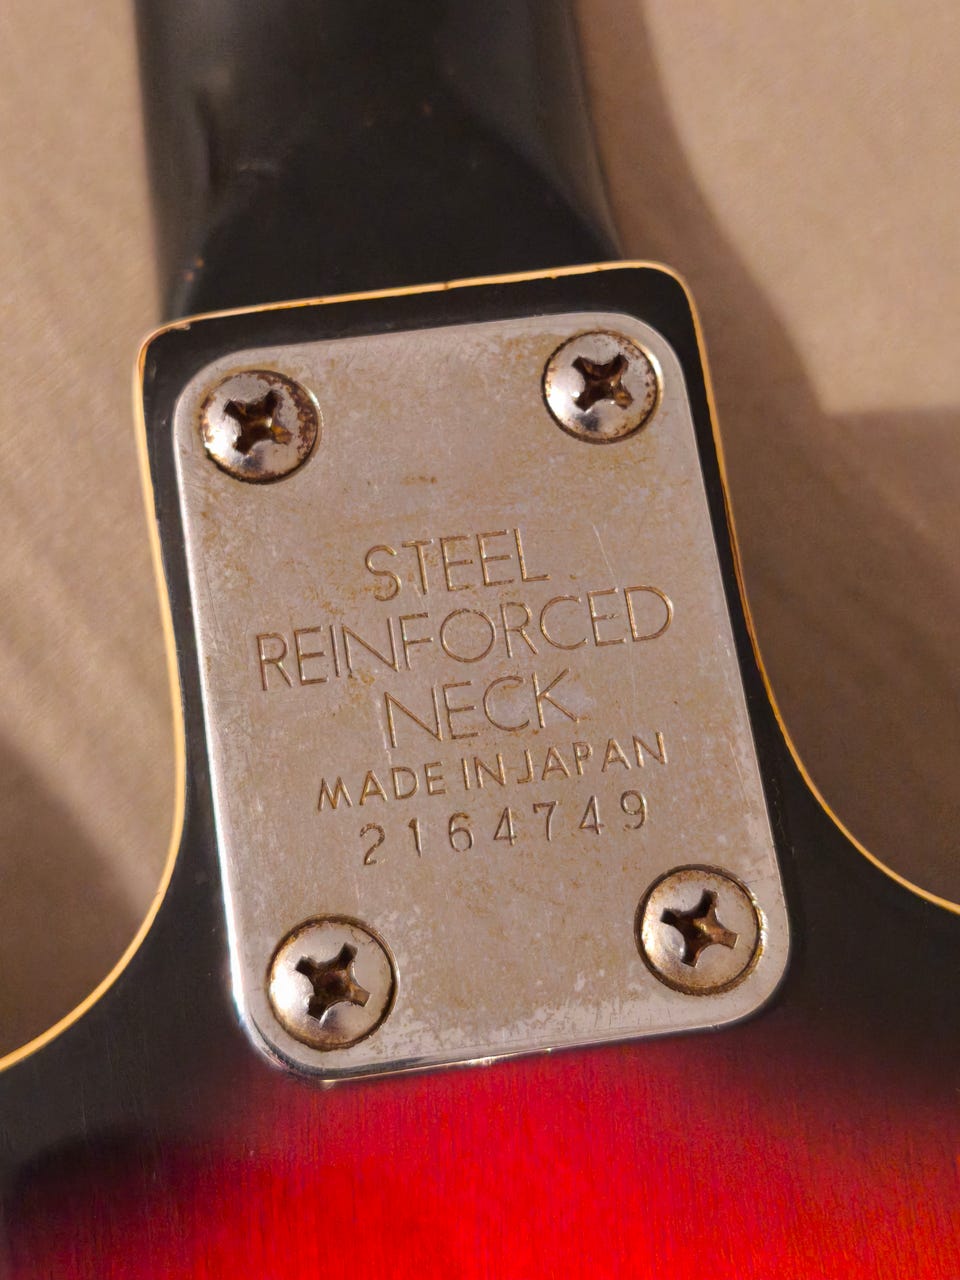 STEEL
REINFORCED
NECK
MADE IN JAPAN
2164749